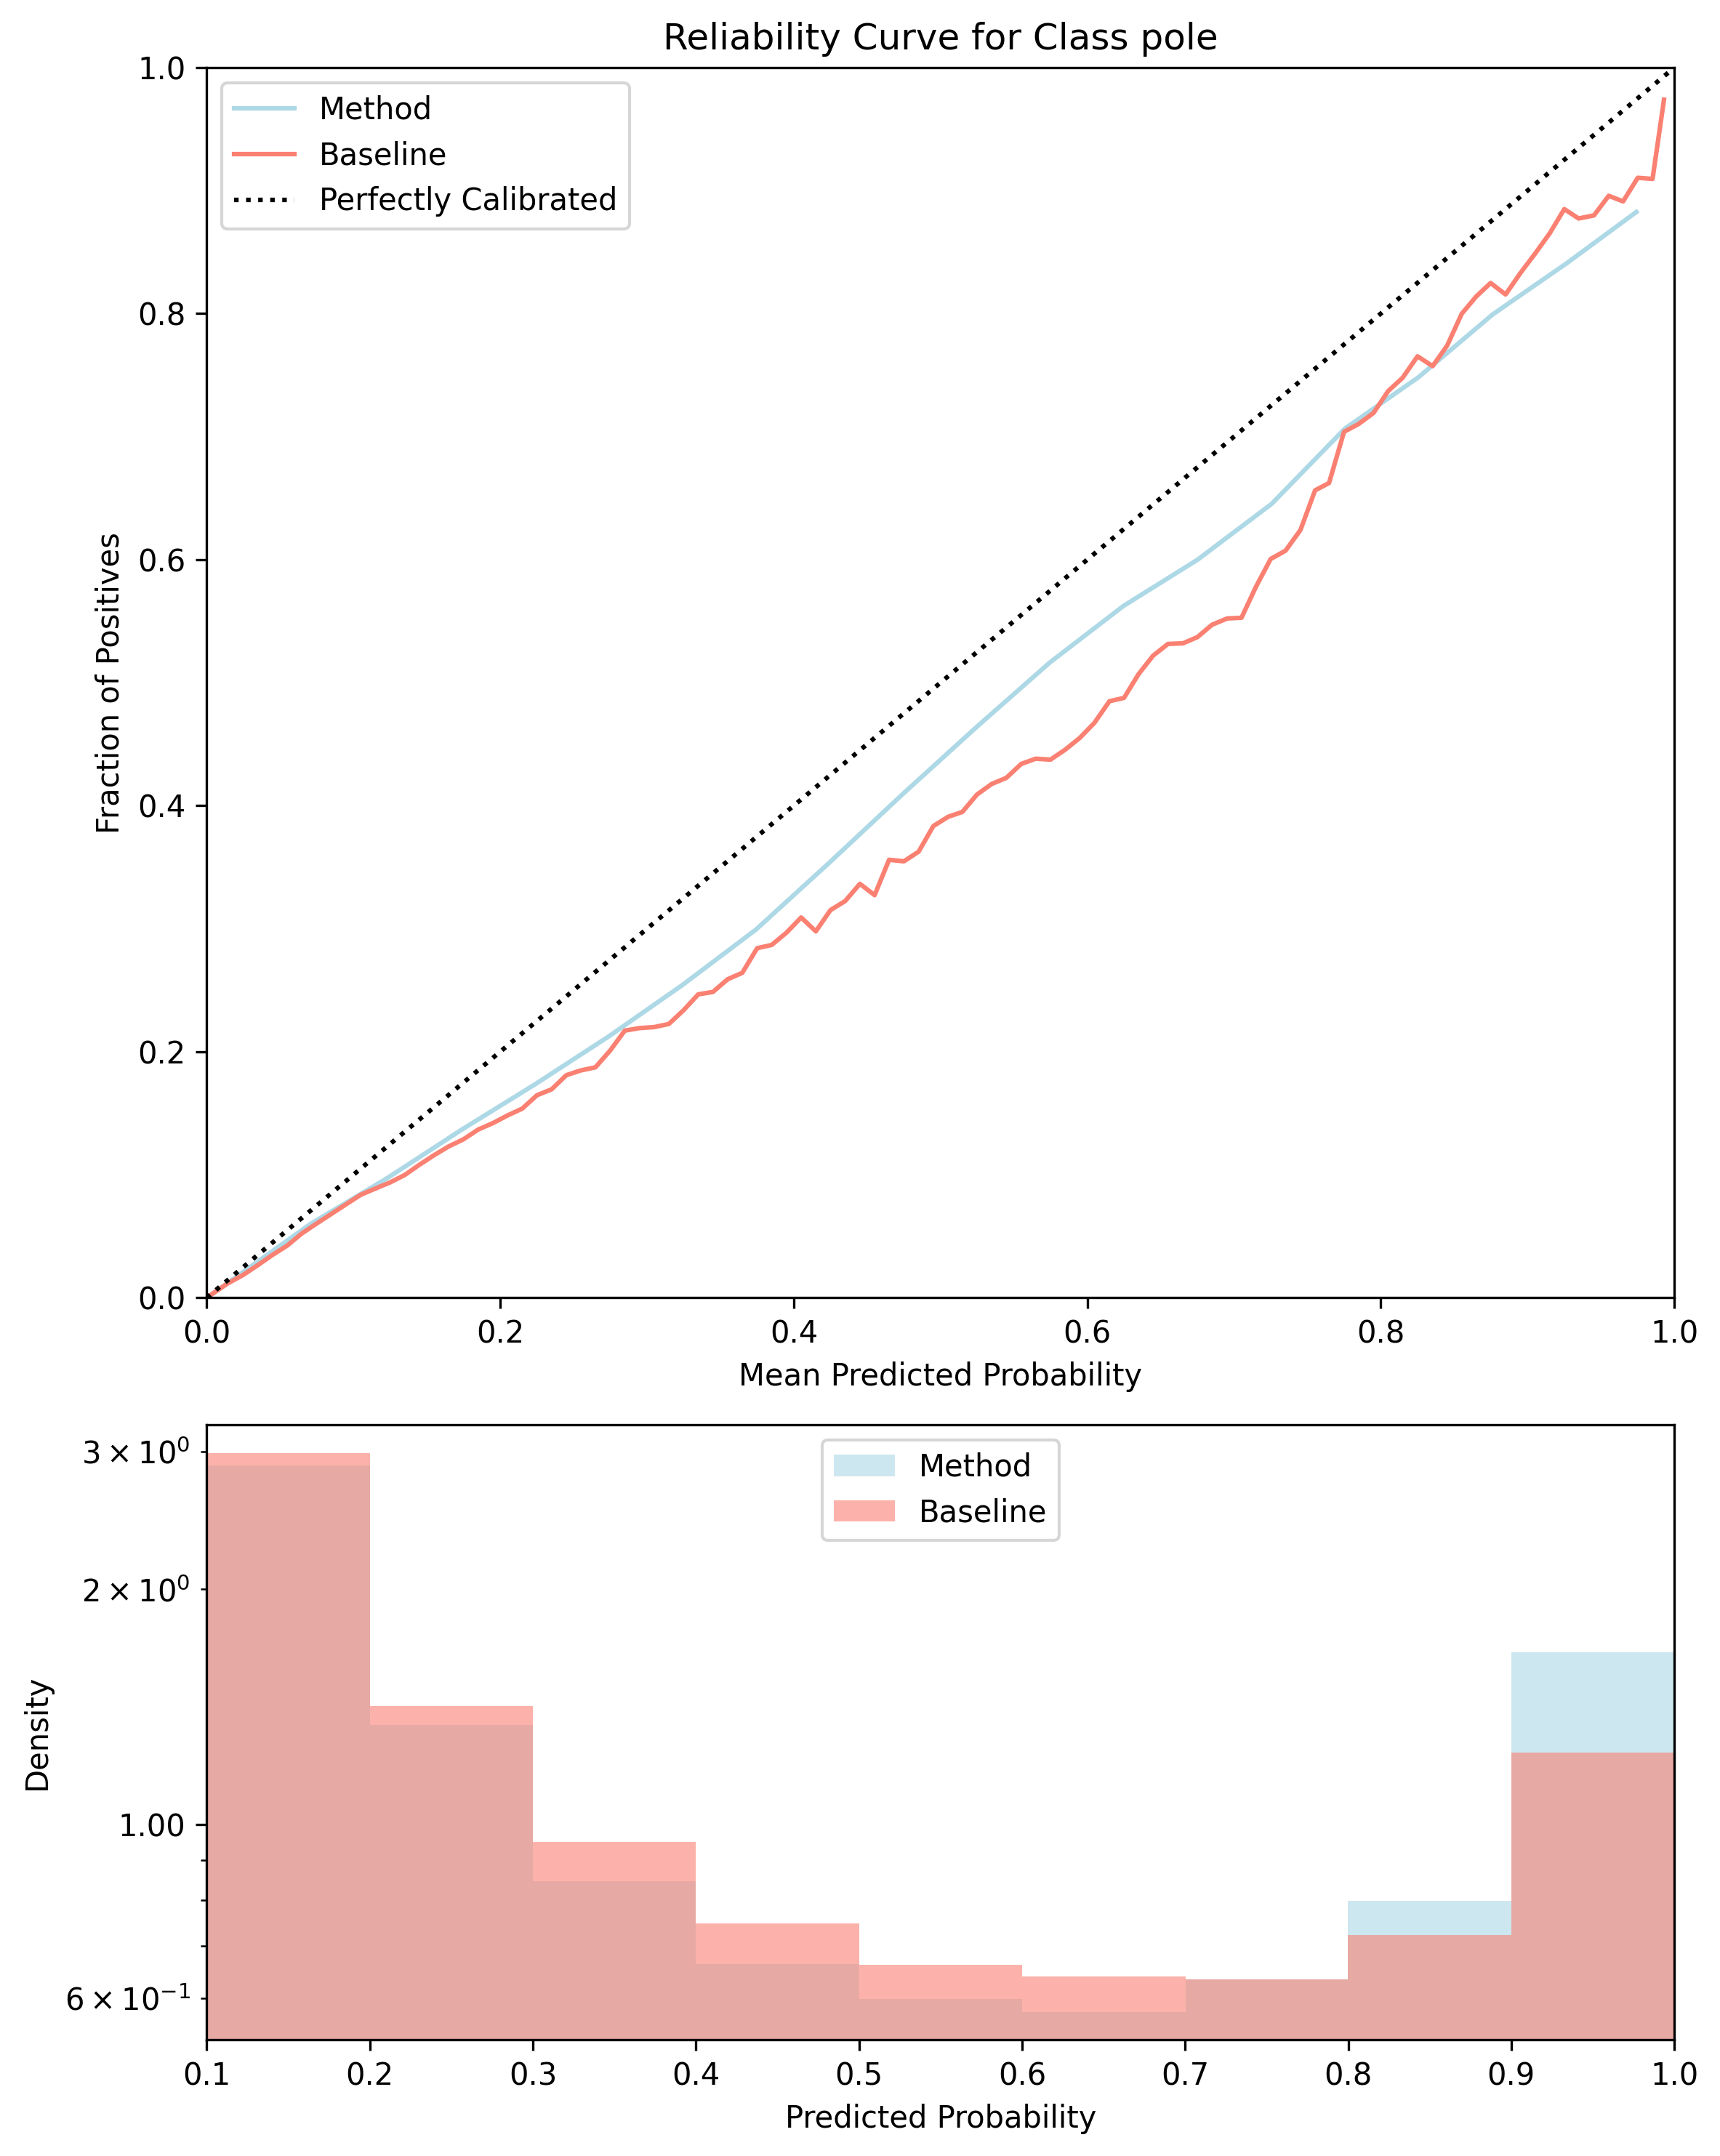 Reliability Curve for Class pole
1.0
0.8
0.6
0.4
0.2
0.0
Fraction of Positives
Method
Baseline
Perfectly Calibrated
0.0 0.2 0.4 0.6 0.8 1.0
Mean Predicted Probability
3 × 10⁰
2 × 10⁰
1.00
6 × 10⁻¹
Density
Method
Baseline
0.1 0.2 0.3 0.4 0.5 0.6 0.7 0.8 0.9 1.0
Predicted Probability